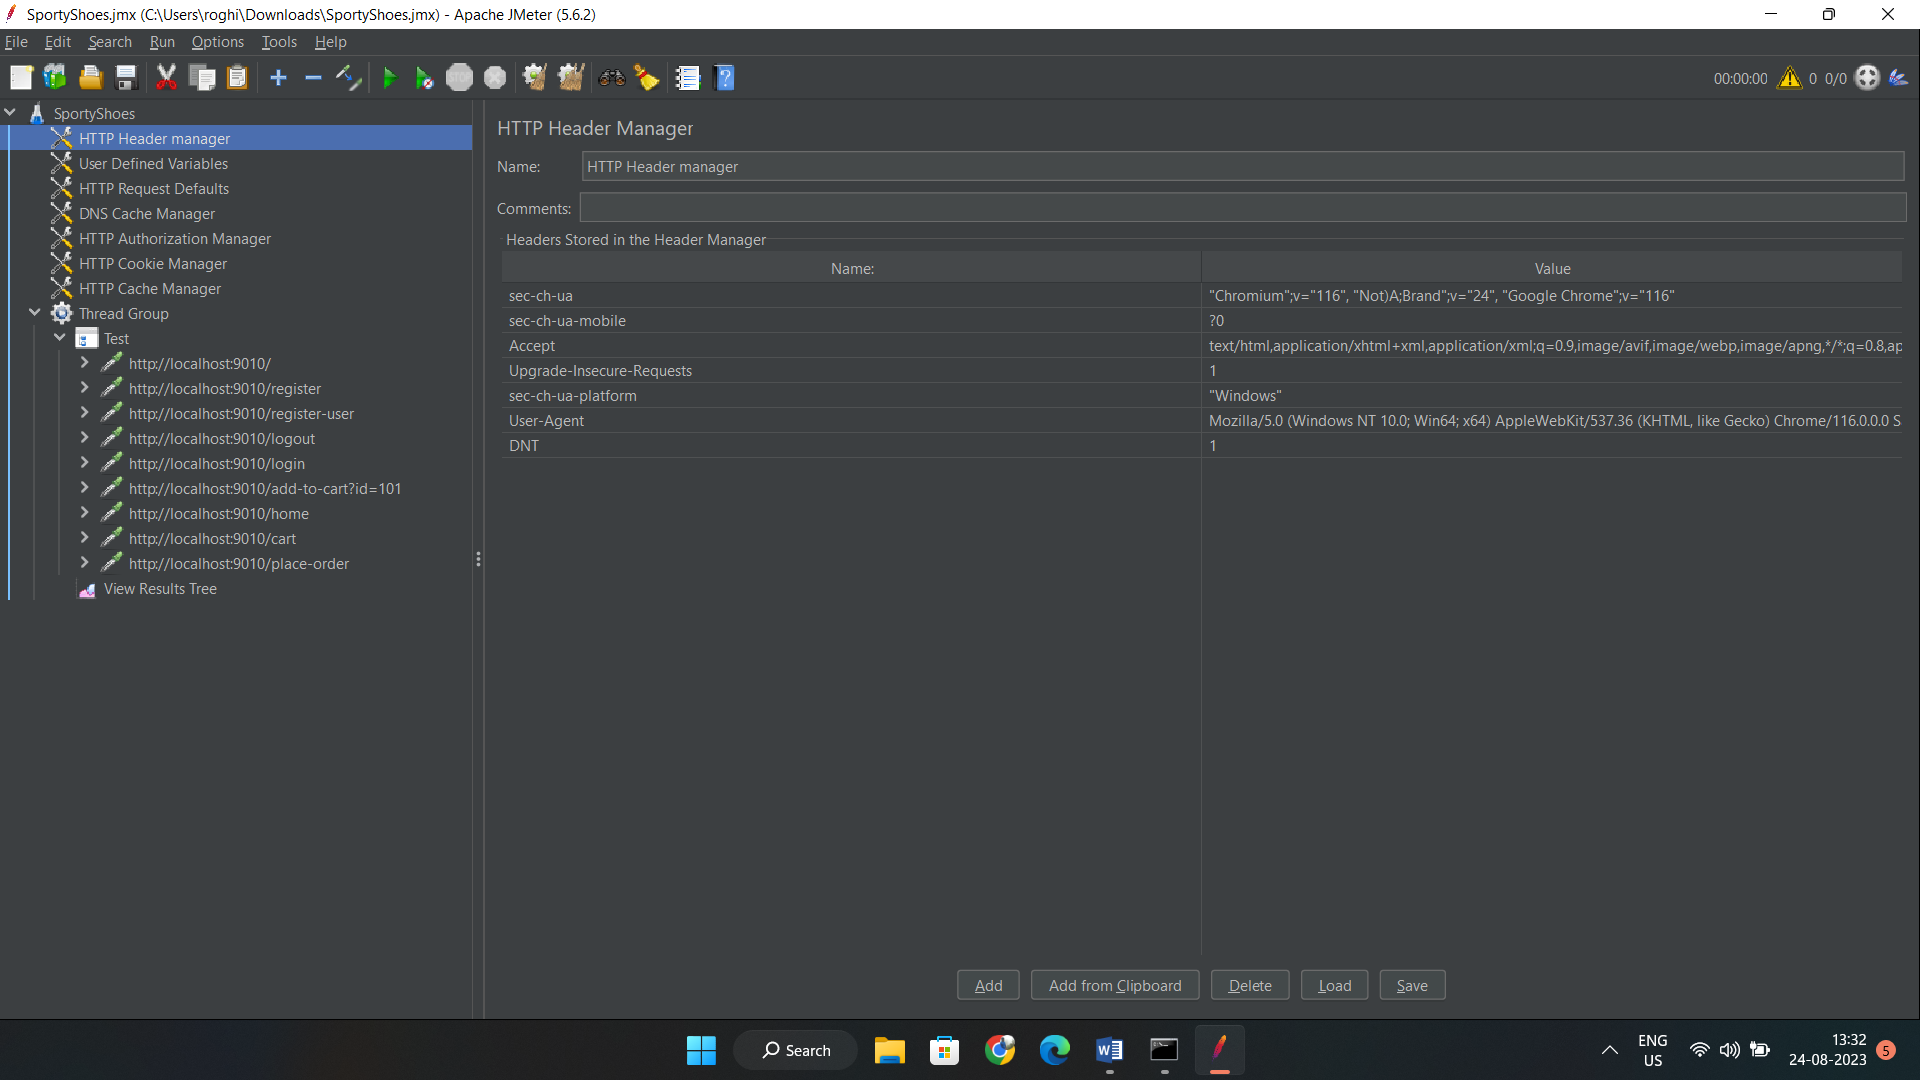 SportyShoes.jmx (C:\Users\roghi\Downloads\SportyShoes.jmx) - Apache JMeter (5.6.2)
File Edit Search Run Options Tools Help
00:00:00 0 0/0
SportyShoes
HTTP Header manager
User Defined Variables
HTTP Request Defaults
DNS Cache Manager
HTTP Authorization Manager
HTTP Cookie Manager
HTTP Cache Manager
Thread Group
Test
http://localhost:9010/
http://localhost:9010/register
http://localhost:9010/register-user
http://localhost:9010/logout
http://localhost:9010/login
http://localhost:9010/add-to-cart?id=101
http://localhost:9010/home
http://localhost:9010/cart
http://localhost:9010/place-order
View Results Tree
HTTP Header Manager
Name: HTTP Header manager
Comments:
Headers Stored in the Header Manager
Name: Value
sec-ch-ua "Chromium";v="116", "Not)A;Brand";v="24", "Google Chrome";v="116"
sec-ch-ua-mobile ?0
Accept text/html,application/xhtml+xml,application/xml;q=0.9,image/avif,image/webp,image/apng,*/*;q=0.8,ap
Upgrade-Insecure-Requests 1
sec-ch-ua-platform "Windows"
User-Agent Mozilla/5.0 (Windows NT 10.0; Win64; x64) AppleWebKit/537.36 (KHTML, like Gecko) Chrome/116.0.0.0 S
DNT 1
Add Add from Clipboard Delete Load Save
Search
ENG
US
13:32
24-08-2023
5